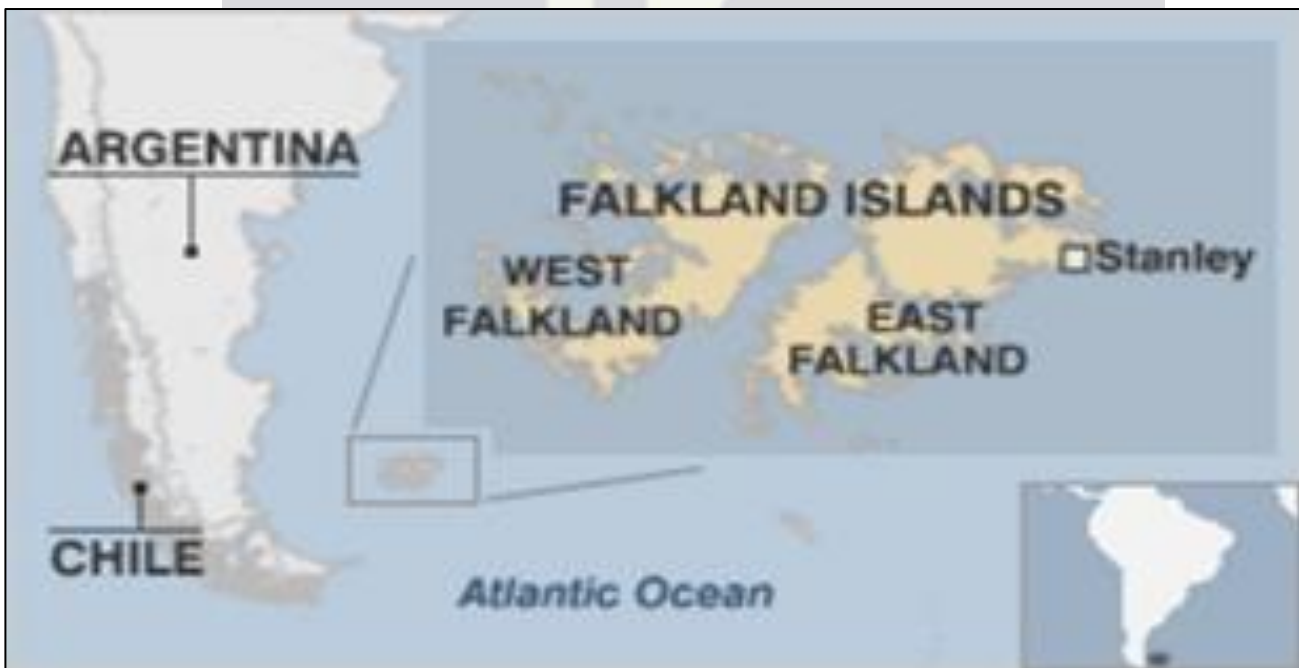 ARGENTINA
FALKLAND ISLANDS
WEST
FALKLAND
EAST
FALKLAND
Stanley
CHILE
Atlantic Ocean